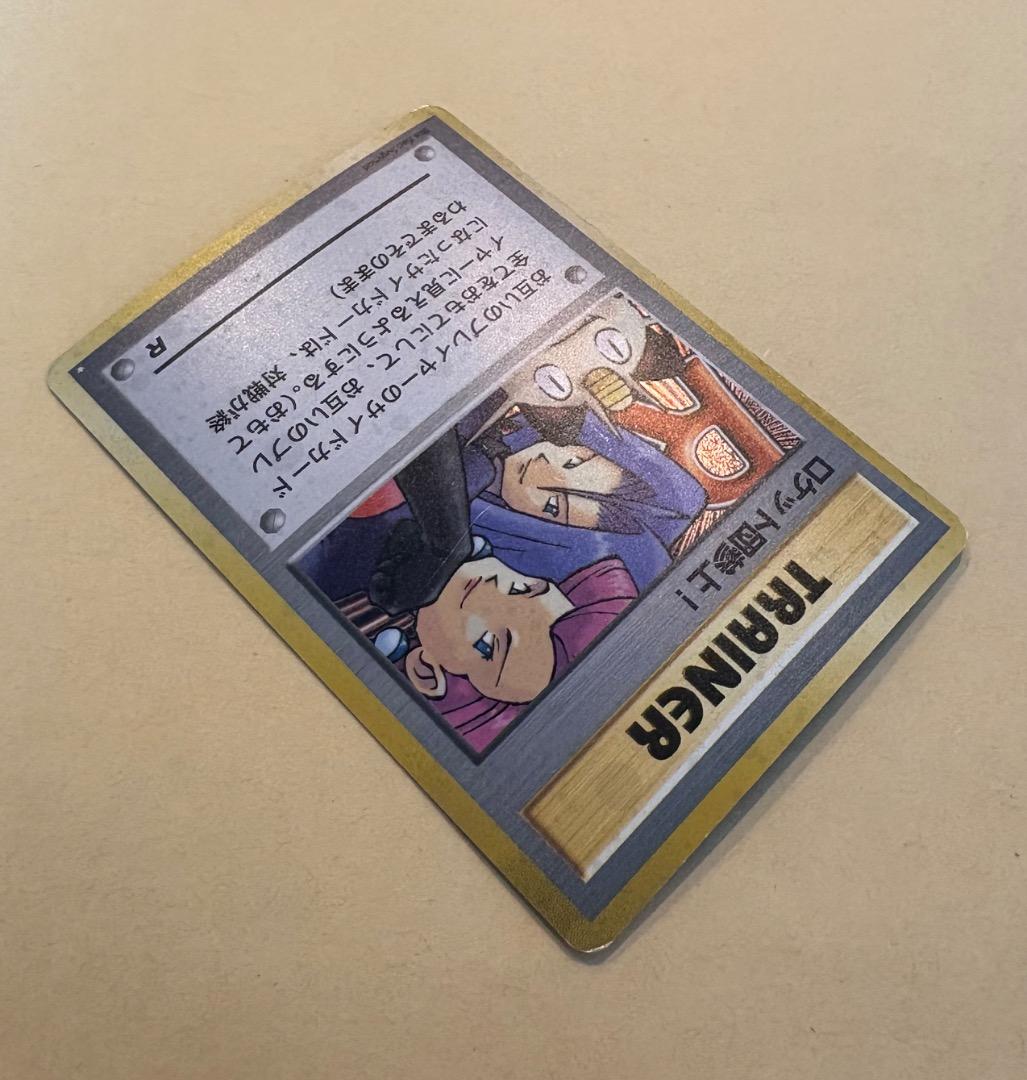 TRAINER
ロケット団参上！
お互いのプレイヤーのサイドカード
全てをおもてにして、お互いのプレ
イヤーに見えるようにする。（おもて
になったサイドカードは、対戦が終
わるまでそのまま）
R